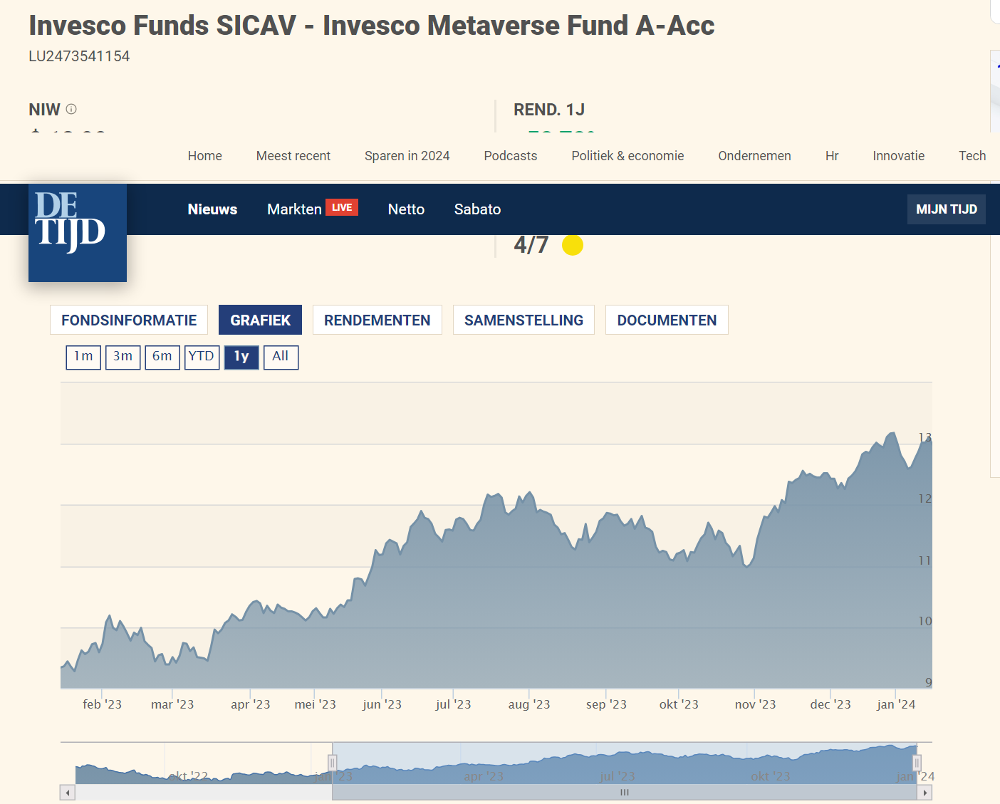 Invesco Funds SICAV - Invesco Metaverse Fund A-Acc
LU2473541154
NIW
REND. 1J
Home Meest recent Sparen in 2024 Podcasts Politiek & economie Ondernemen Hr Innovatie Tech
DE
TIJD
Nieuws Markten LIVE Netto Sabato MIJN TIJD
4/7
FONDSINFORMATIE GRAFIEK RENDEMENTEN SAMENSTELLING DOCUMENTEN
1m 3m 6m YTD 1y All
13
12
11
10
9
feb '23 mar '23 apr '23 mei '23 jun '23 jul '23 aug '23 sep '23 okt '23 nov '23 dec '23 jan '24
okt '22 jan '23 apr '23 jul '23 okt '23 jan '24